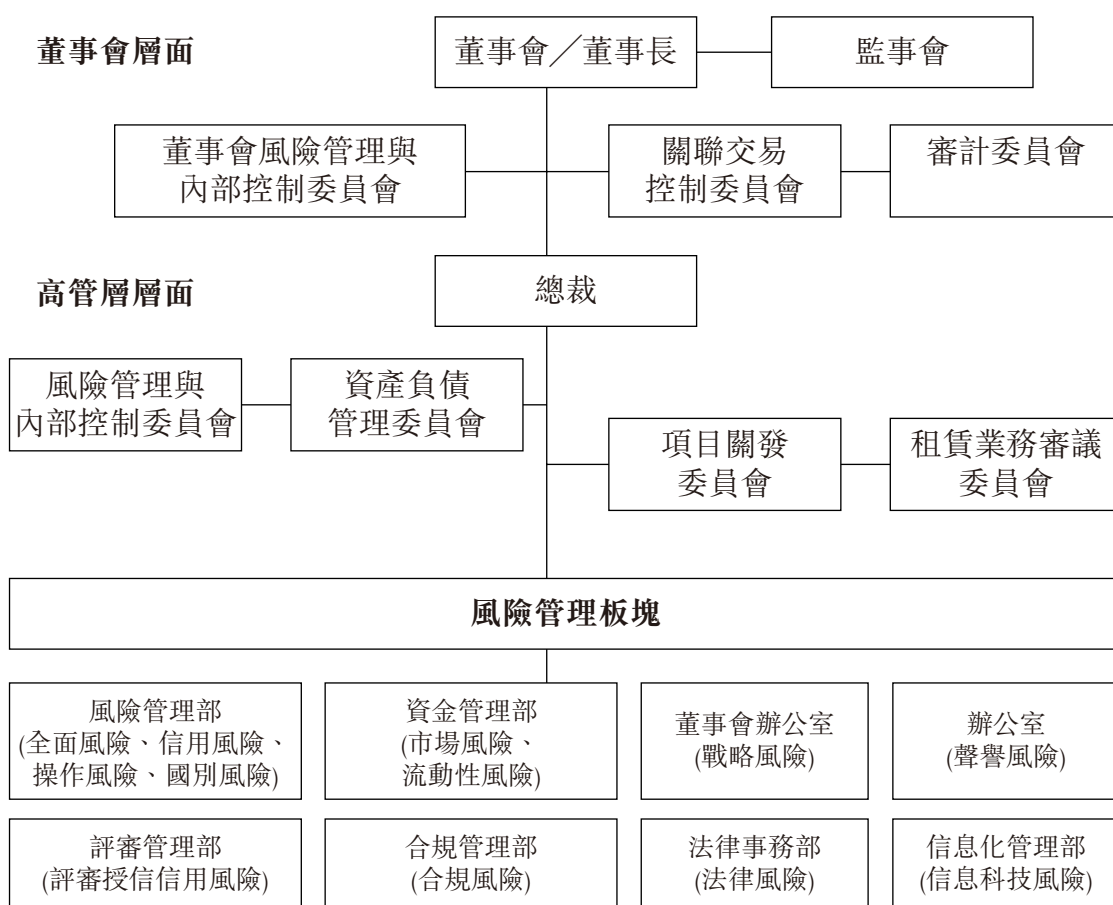 董事會層面
董事會／董事長
監事會
董事會風險管理與
內部控制委員會
關聯交易
控制委員會
審計委員會
高管層層面
總裁
風險管理與
內部控制委員會
資產負債
管理委員會
項目開發
委員會
租賃業務審議
委員會
風險管理板塊
風險管理部
(全面風險、信用風險、
操作風險、國別風險)
資金管理部
(市場風險、
流動性風險)
董事會辦公室
(戰略風險)
辦公室
(聲譽風險)
評審管理部
(評審授信信用風險)
合規管理部
(合規風險)
法律事務部
(法律風險)
信息化管理部
(信息科技風險)